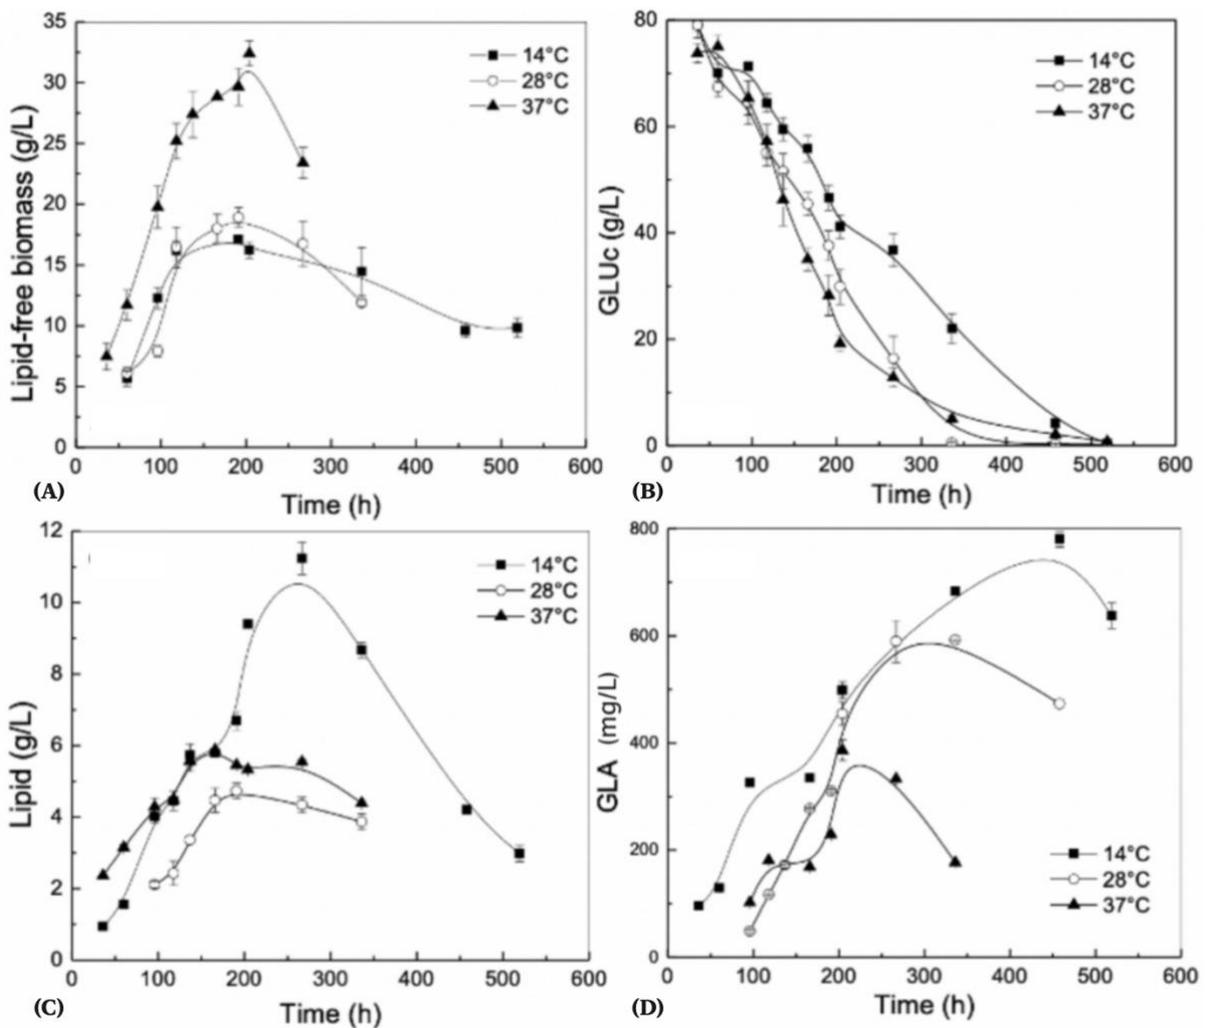 35
30
25
20
15
10
5
0
Lipid-free biomass (g/L)
14°C
28°C
37°C
0 100 200 300 400 500 600
Time (h)
(A)
80
60
40
20
0
GLUc (g/L)
14°C
28°C
37°C
0 100 200 300 400 500 600
Time (h)
(B)
12
10
8
6
4
2
0
Lipid (g/L)
14°C
28°C
37°C
0 100 200 300 400 500 600
Time (h)
(C)
800
600
400
200
0
GLA (mg/L)
14°C
28°C
37°C
0 100 200 300 400 500 600
Time (h)
(D)